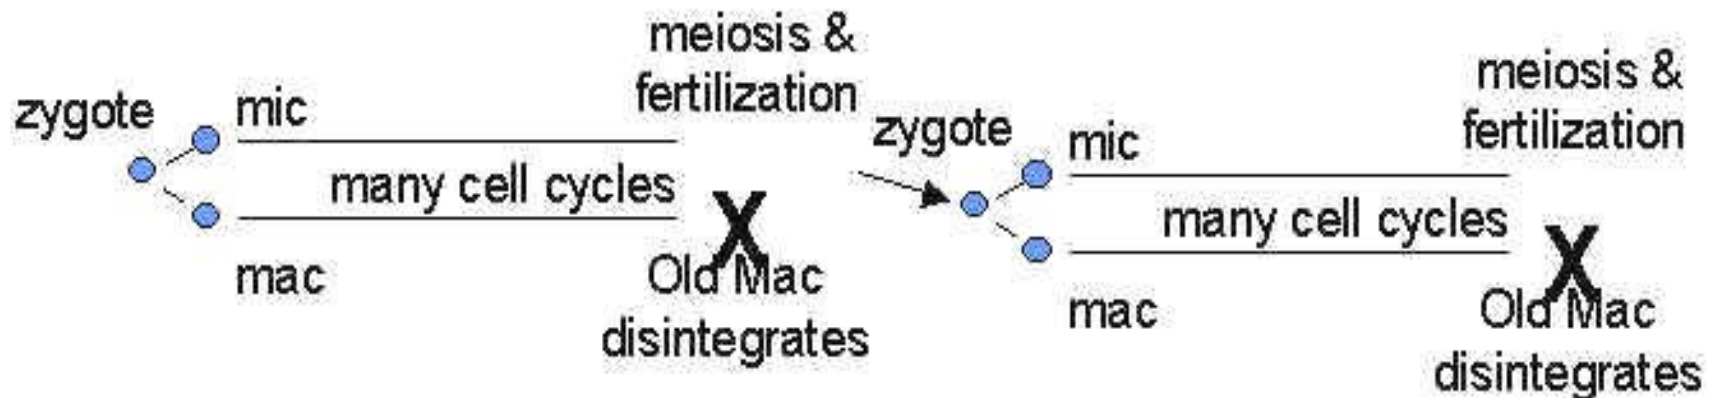 meiosis &
fertilization
zygote
mic
many cell cycles
mac
X
Old Mac
disintegrates
meiosis &
fertilization
zygote
mic
many cell cycles
mac
X
Old Mac
disintegrates